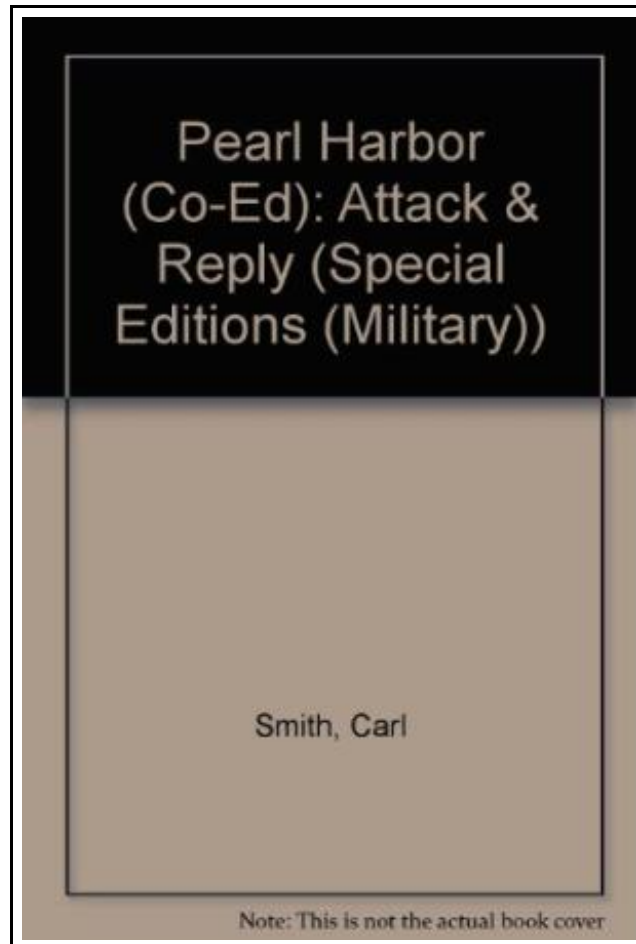 Pearl Harbor
(Co-Ed): Attack &
Reply (Special
Editions (Military))
Smith, Carl
Note: This is not the actual book cover